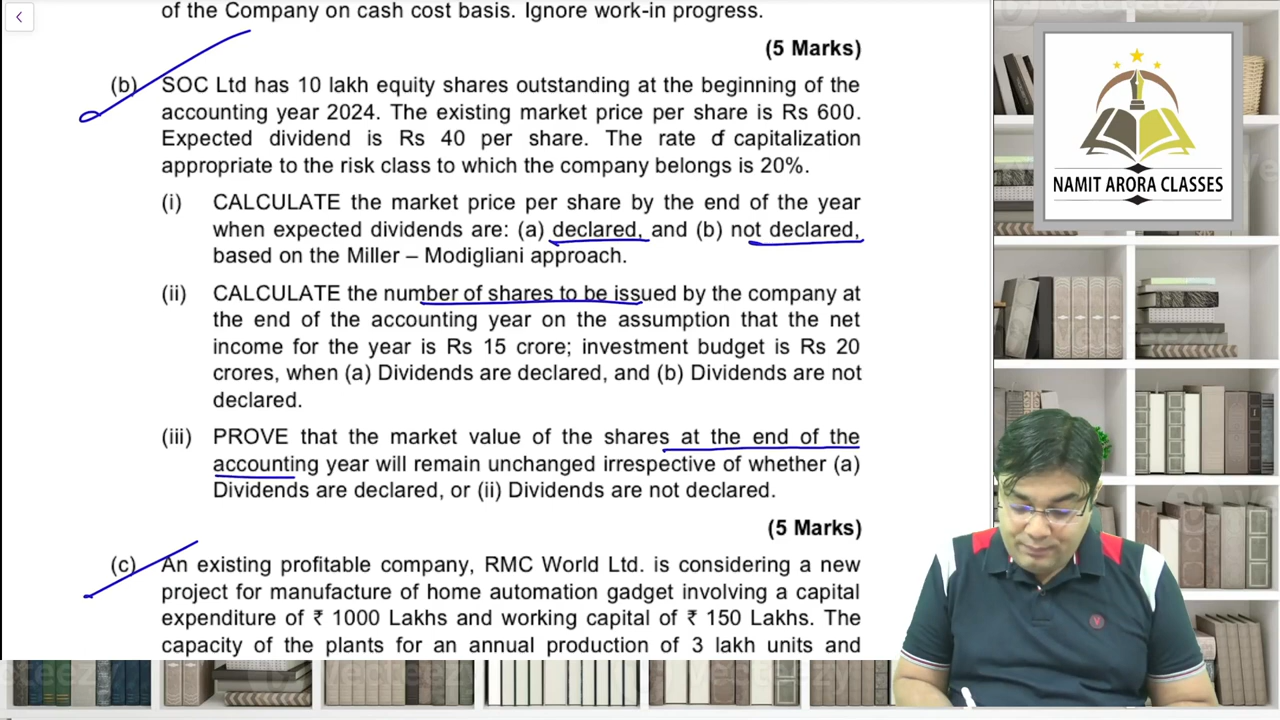 of the Company on cash cost basis. Ignore work-in progress.
(5 Marks)
(b) SOC Ltd has 10 lakh equity shares outstanding at the beginning of the
accounting year 2024. The existing market price per share is Rs 600.
Expected dividend is Rs 40 per share. The rate of capitalization
appropriate to the risk class to which the company belongs is 20%.
(i) CALCULATE the market price per share by the end of the year
when expected dividends are: (a) declared, and (b) not declared,
based on the Miller – Modigliani approach.
(ii) CALCULATE the number of shares to be issued by the company at
the end of the accounting year on the assumption that the net
income for the year is Rs 15 crore; investment budget is Rs 20
crores, when (a) Dividends are declared, and (b) Dividends are not
declared.
(iii) PROVE that the market value of the shares at the end of the
accounting year will remain unchanged irrespective of whether (a)
Dividends are declared, or (ii) Dividends are not declared.
(5 Marks)
(c) An existing profitable company, RMC World Ltd. is considering a new
project for manufacture of home automation gadget involving a capital
expenditure of ₹ 1000 Lakhs and working capital of ₹ 150 Lakhs. The
capacity of the plants for an annual production of 3 lakh units and
NAMIT ARORA CLASSES